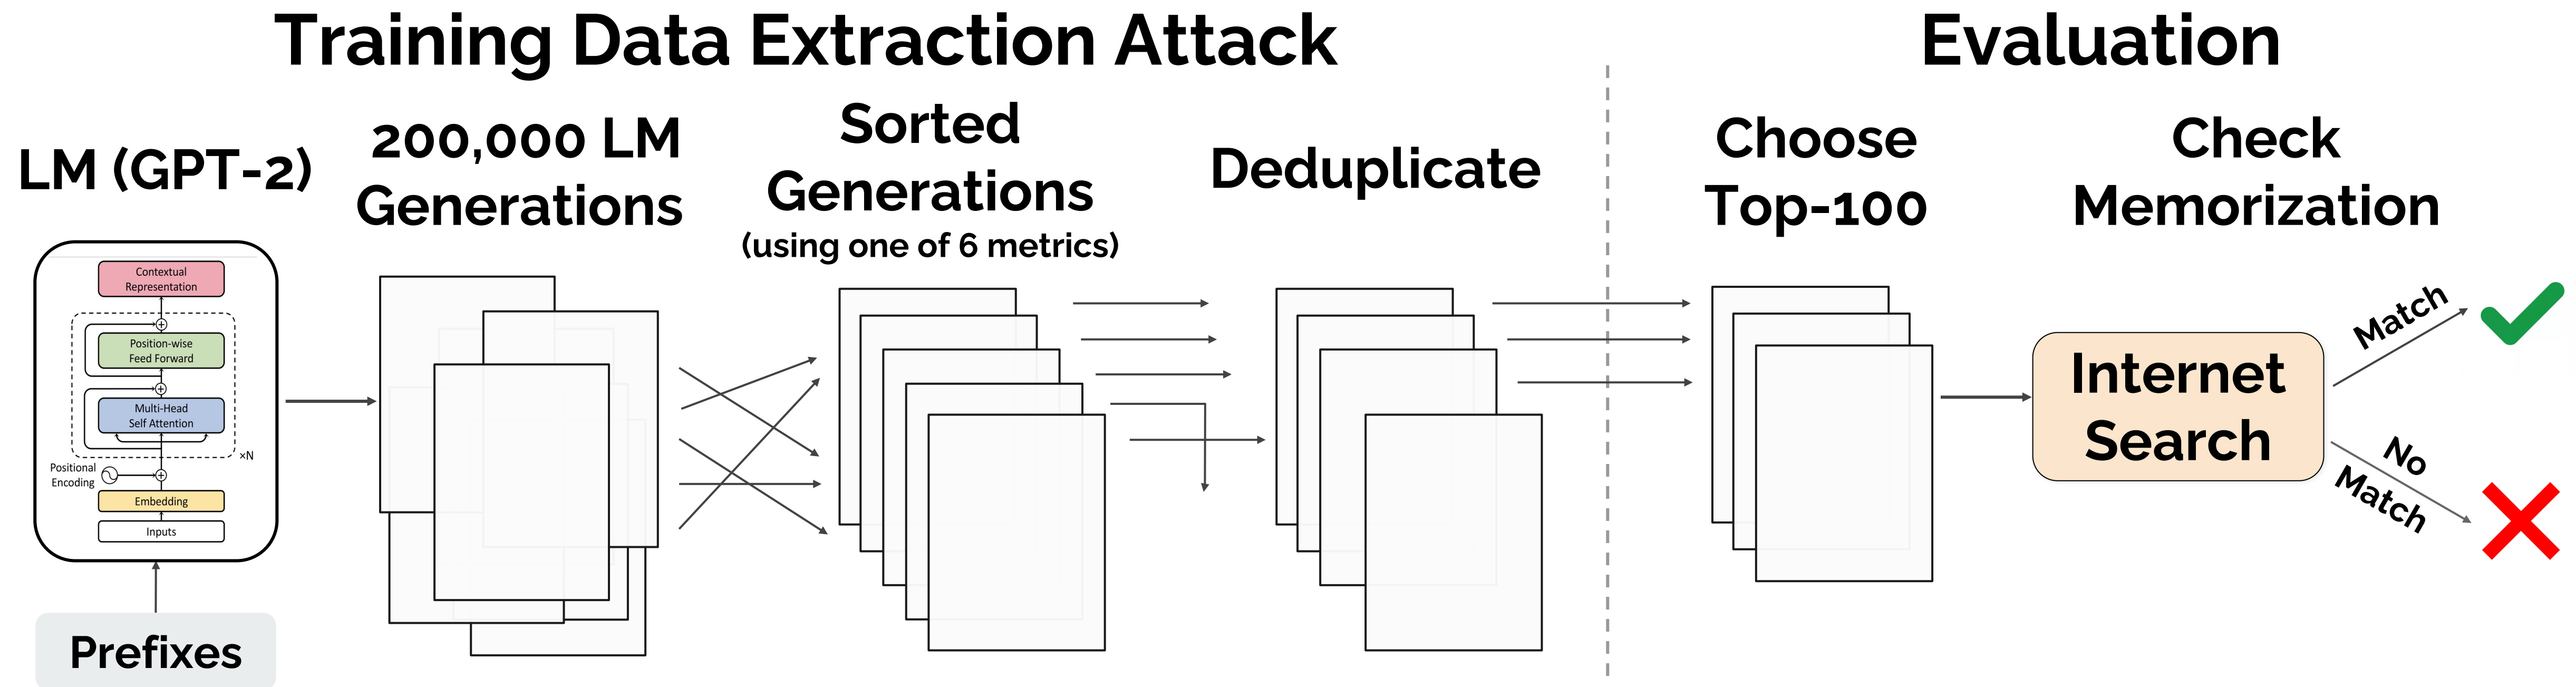 Training Data Extraction Attack
Evaluation
LM (GPT-2)
200,000 LM
Generations
Sorted
Generations
(using one of 6 metrics)
Deduplicate
Choose
Top-100
Check
Memorization
Contextual
Representation
Position-wise
Feed Forward
Multi-Head
Self Attention
×N
Positional
Encoding
Embedding
Inputs
Prefixes
Internet
Search
Match
No
Match